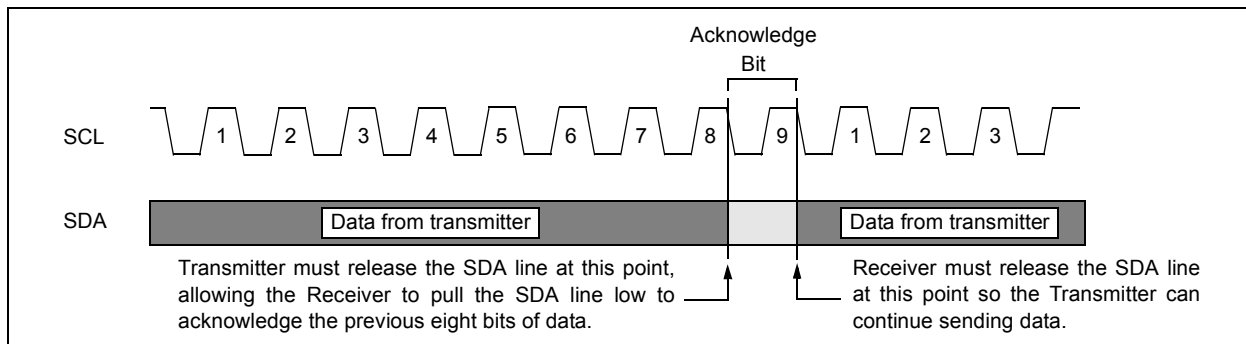 Acknowledge
Bit
SCL
1 2 3 4 5 6 7 8 9 1 2 3
SDA
Data from transmitter
Data from transmitter
Transmitter must release the SDA line at this point,
allowing the Receiver to pull the SDA line low to
acknowledge the previous eight bits of data.
Receiver must release the SDA line
at this point so the Transmitter can
continue sending data.